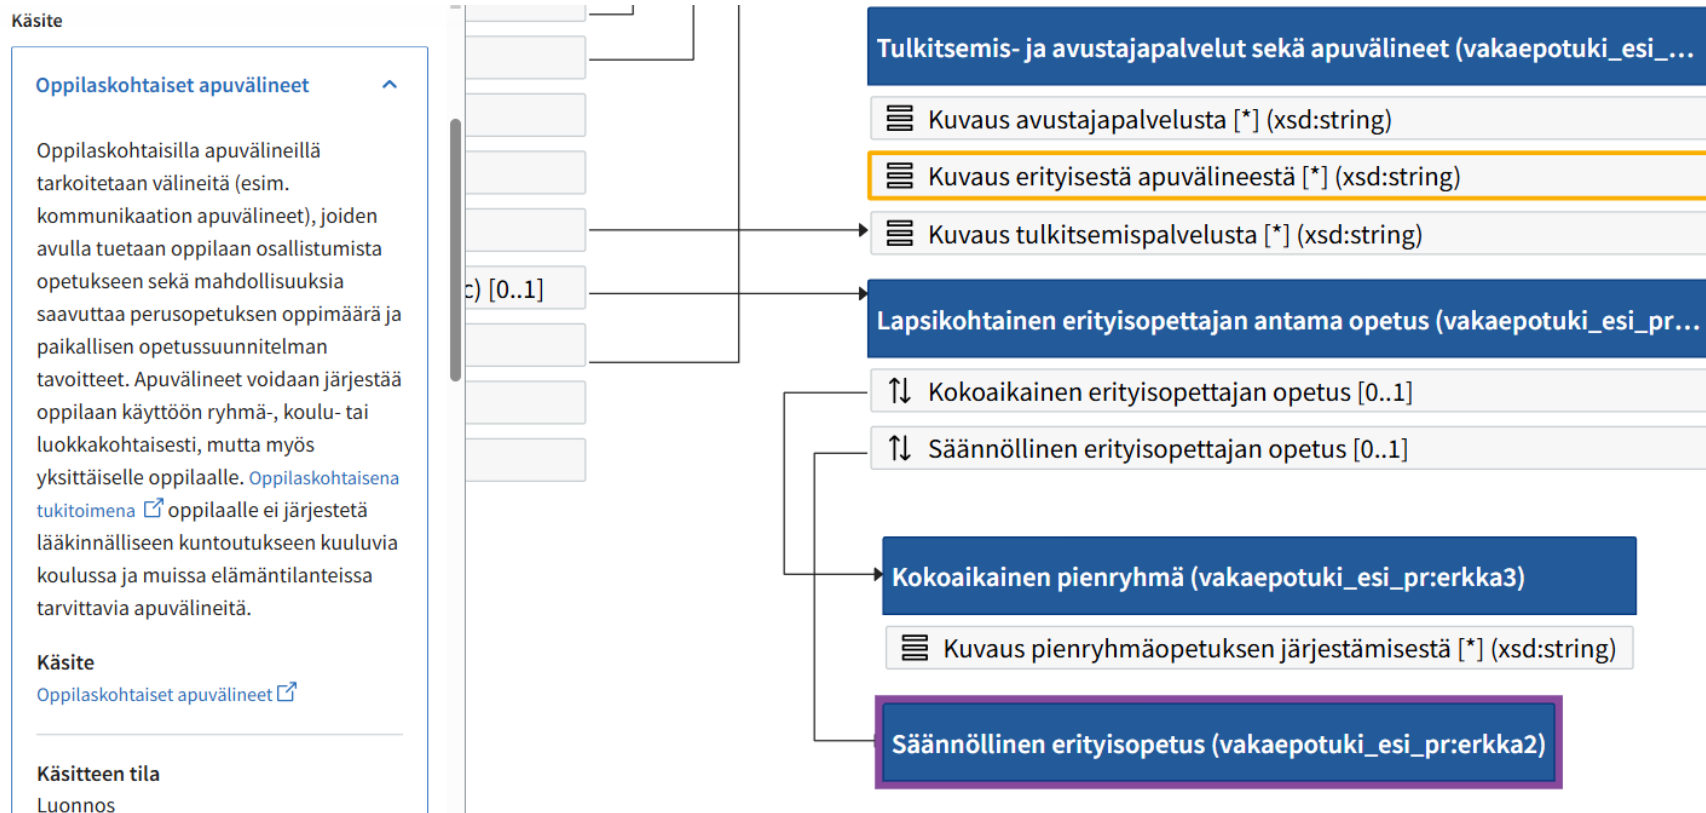 Käsite
Oppilaskohtaiset apuvälineet
Oppilaskohtaisilla apuvälineillä
tarkoitetaan välineitä (esim.
kommunikaation apuvälineet), joiden
avulla tuetaan oppilaan osallistumista
opetukseen sekä mahdollisuuksia
saavuttaa perusopetuksen oppimäärä ja
paikallisen opetussuunnitelman
tavoitteet. Apuvälineet voidaan järjestää
oppilaan käyttöön ryhmä-, koulu- tai
luokkakohtaisesti, mutta myös
yksittäiselle oppilaalle. Oppilaskohtaisena
tukitoimena oppilaalle ei järjestetä
lääkinnälliseen kuntoutukseen kuuluvia
koulussa ja muissa elämäntilanteissa
tarvittavia apuvälineitä.
Käsite
Oppilaskohtaiset apuvälineet
Käsitteen tila
Luonnos
c) [0..1]
Tulkitsemis- ja avustajapalvelut sekä apuvälineet (vakaepotuki_esi_...
Kuvaus avustajapalvelusta [*] (xsd:string)
Kuvaus erityisestä apuvälineestä [*] (xsd:string)
Kuvaus tulkitsemispalvelusta [*] (xsd:string)
Lapsikohtainen erityisopettajan antama opetus (vakaepotuki_esi_pr...
Kokoaikainen erityisopettajan opetus [0..1]
Säännöllinen erityisopettajan opetus [0..1]
Kokoaikainen pienryhmä (vakaepotuki_esi_pr:erkka3)
Kuvaus pienryhmäopetuksen järjestämisestä [*] (xsd:string)
Säännöllinen erityisopetus (vakaepotuki_esi_pr:erkka2)